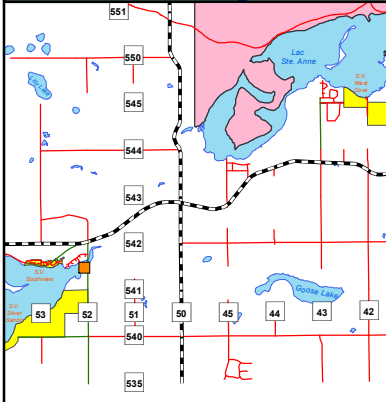 551
Lac
Ste. Anne
550
S.V.
West
Cove
545
544
543
542
S.V.
Southview
541
Goose Lake
S.V.
Silver
Sands
53
52
51
50
45
44
43
42
540
535